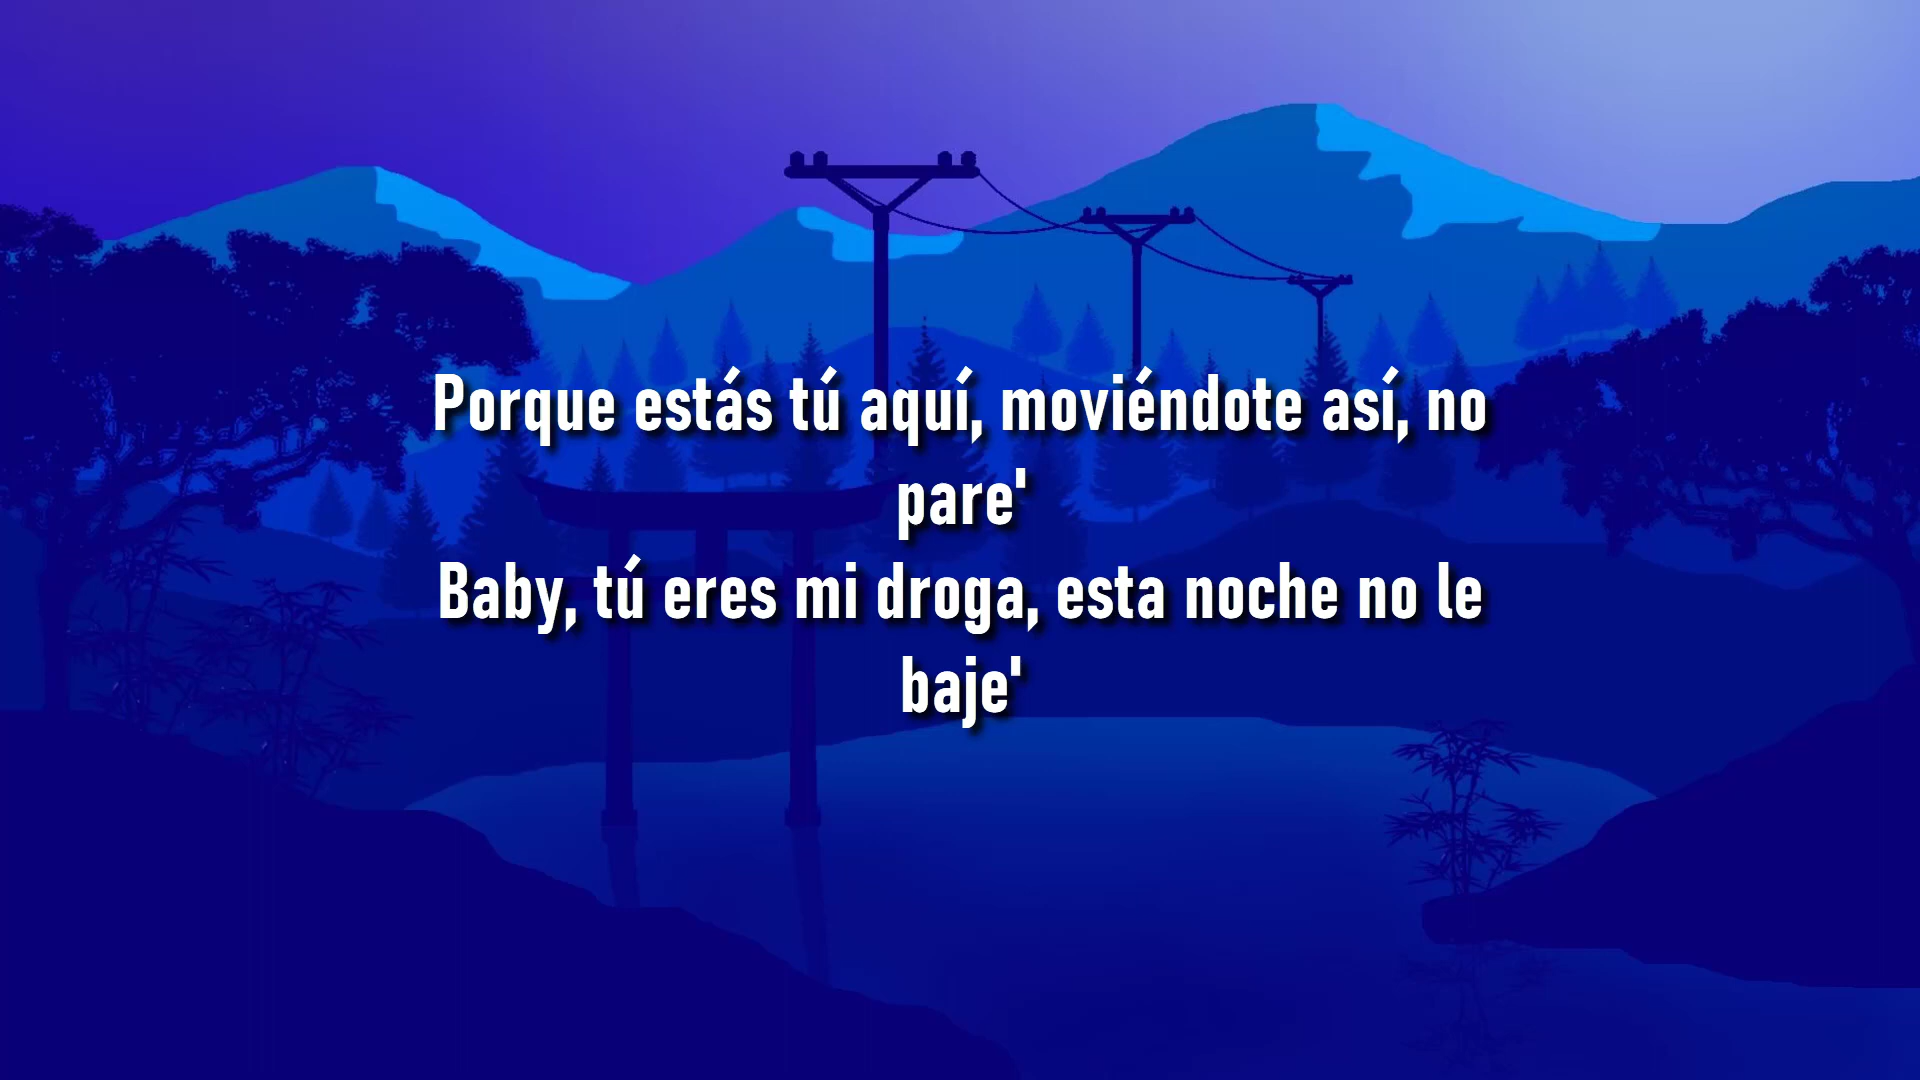 Porque estás tú aquí, moviéndote así, no
pare'
Baby, tú eres mi droga, esta noche no le
baje'